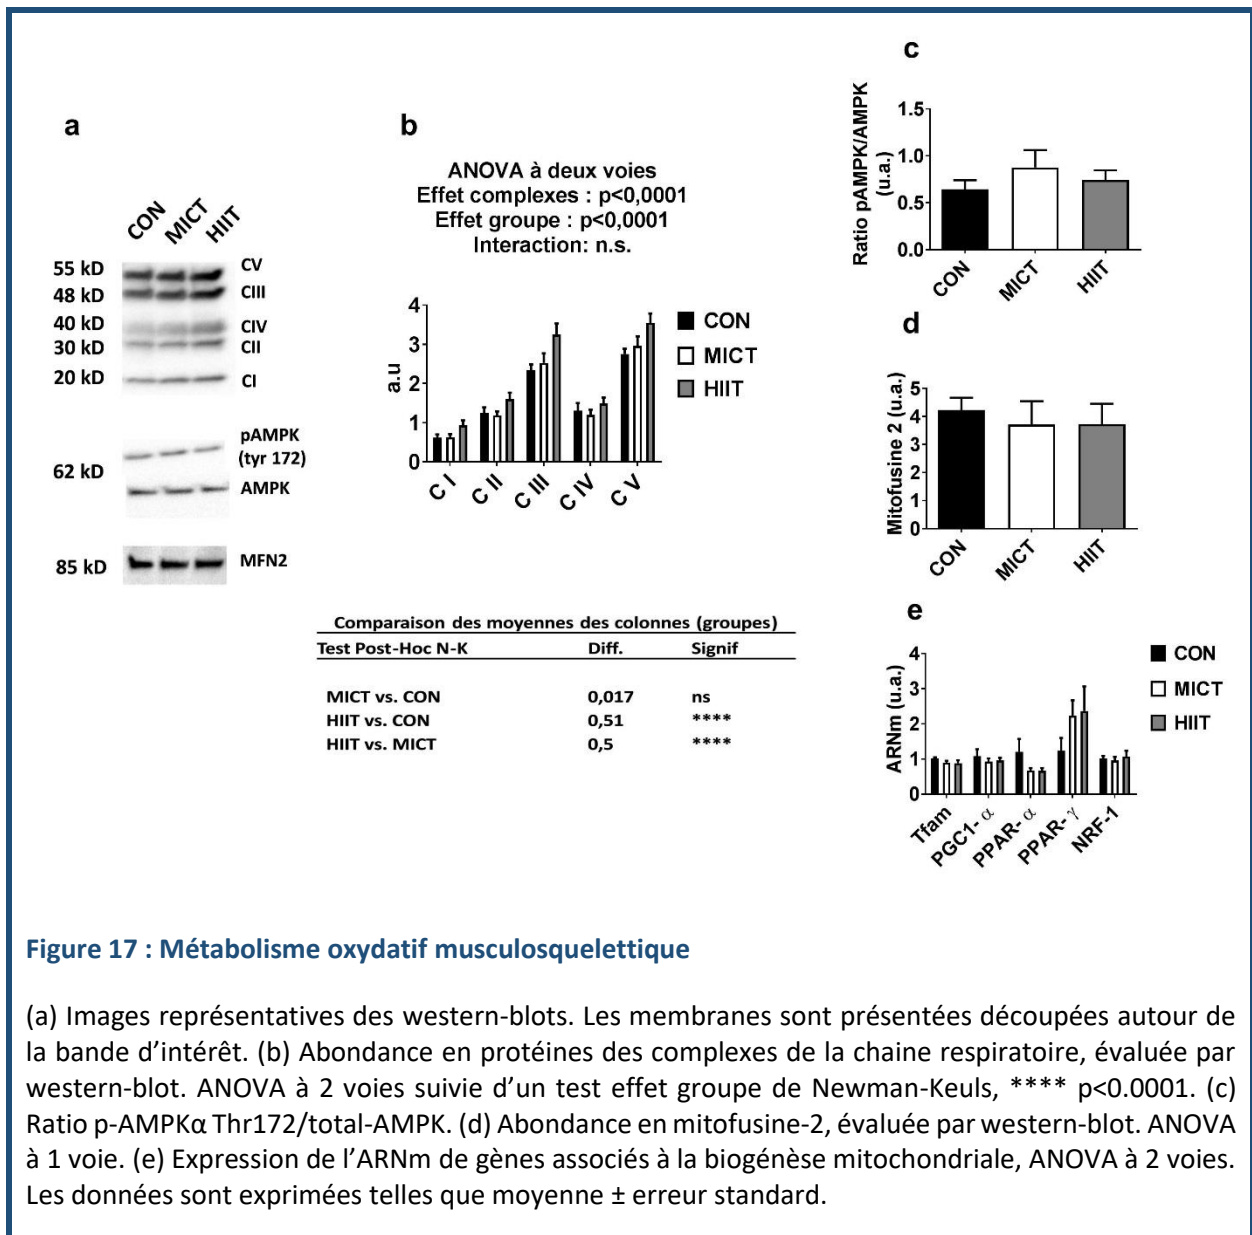 a
CON
MICT
HIIT
55 kD
CV
48 kD
CIII
40 kD
CIV
30 kD
CII
20 kD
CI
pAMPK
(tyr 172)
62 kD
AMPK
85 kD
MFN2
b
ANOVA à deux voies
Effet complexes : p<0,0001
Effet groupe : p<0,0001
Interaction: n.s.
a.u
4
3
2
1
0
C I
C II
C III
C IV
C V
CON
MICT
HIIT
Comparaison des moyennes des colonnes (groupes)
Test Post-Hoc N-K Diff. Signif
MICT vs. CON 0,017 ns
HIIT vs. CON 0,51 ****
HIIT vs. MICT 0,5 ****
c
Ratio pAMPK/AMPK
(u.a.)
1.5
1.0
0.5
0.0
CON
MICT
HIIT
d
Mitofusine 2 (u.a.)
5
4
3
2
1
0
CON
MICT
HIIT
e
ARNm (u.a.)
4
3
2
1
0
Tfam
PGC1- α
PPAR- α
PPAR- γ
NRF-1
CON
MICT
HIIT
Figure 17 : Métabolisme oxydatif musculosquelettique
(a) Images représentatives des western-blots. Les membranes sont présentées découpées autour de
la bande d’intérêt. (b) Abondance en protéines des complexes de la chaine respiratoire, évaluée par
western-blot. ANOVA à 2 voies suivie d’un test effet groupe de Newman-Keuls, **** p<0.0001. (c)
Ratio p-AMPKα Thr172/total-AMPK. (d) Abondance en mitofusine-2, évaluée par western-blot. ANOVA
à 1 voie. (e) Expression de l’ARNm de gènes associés à la biogénèse mitochondriale, ANOVA à 2 voies.
Les données sont exprimées telles que moyenne ± erreur standard.